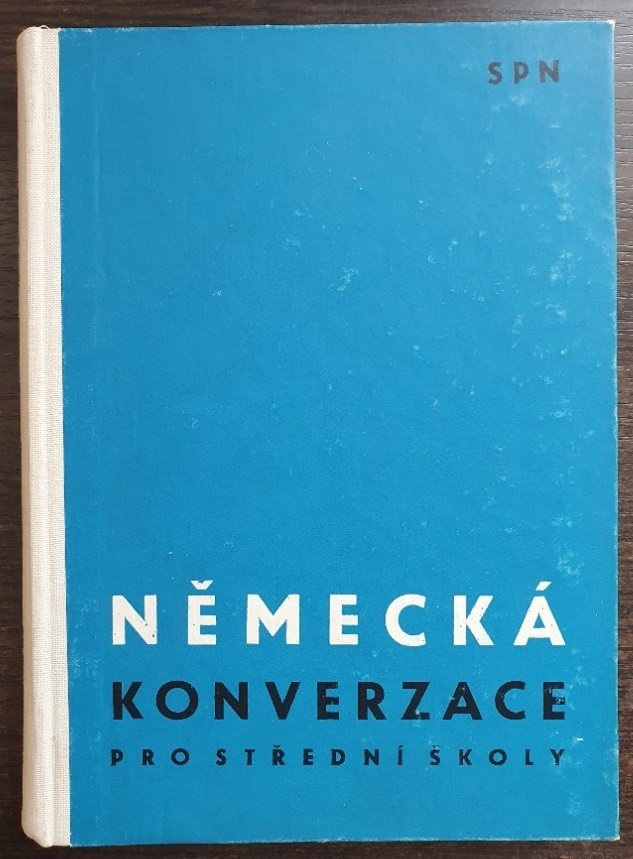 SPN
NĚMECKÁ
KONVERZACE
PRO STŘEDNÍ ŠKOLY